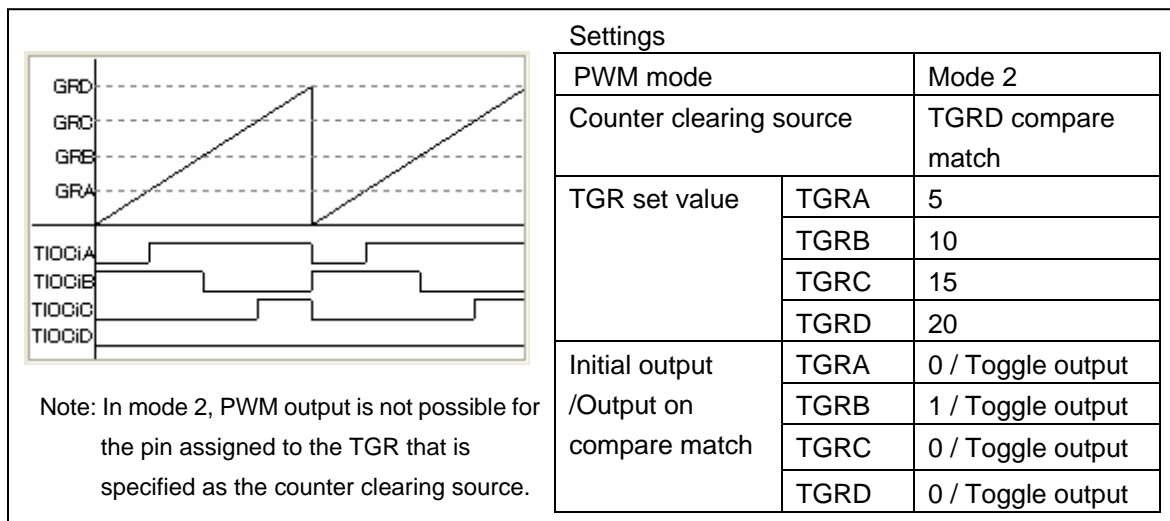 GRD
GRC
GRB
GRA
TIOCiA
TIOCiB
TIOCiC
TIOCiD
Note: In mode 2, PWM output is not possible for
the pin assigned to the TGR that is
specified as the counter clearing source.
Settings
PWM mode Mode 2
Counter clearing source TGRD compare
match
TGR set value TGRA 5
TGRB 10
TGRC 15
TGRD 20
Initial output TGRA 0 / Toggle output
/Output on TGRB 1 / Toggle output
compare match TGRC 0 / Toggle output
TGRD 0 / Toggle output